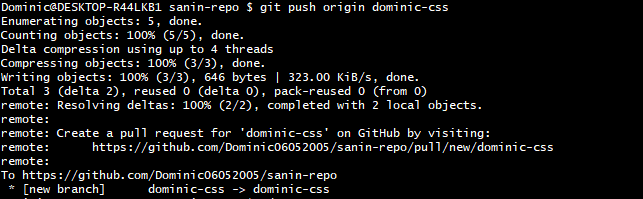 Dominic@DESKTOP-R44LKB1 sanin-repo $ git push origin dominic-css
Enumerating objects: 5, done.
Counting objects: 100% (5/5), done.
Delta compression using up to 4 threads
Compressing objects: 100% (3/3), done.
Writing objects: 100% (3/3), 646 bytes | 323.00 KiB/s, done.
Total 3 (delta 2), reused 0 (delta 0), pack-reused 0 (from 0)
remote: Resolving deltas: 100% (2/2), completed with 2 local objects.
remote:
remote: Create a pull request for 'dominic-css' on GitHub by visiting:
remote:      https://github.com/Dominic06052005/sanin-repo/pull/new/dominic-css
remote:
To https://github.com/Dominic06052005/sanin-repo
 * [new branch]      dominic-css -> dominic-css